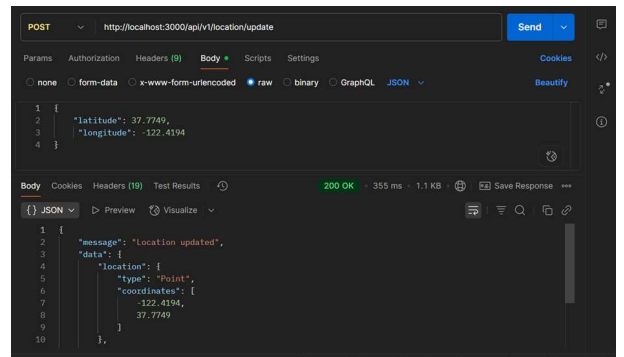 POST http://localhost:3000/api/v1/location/update Send
Params Authorization Headers (9) Body Scripts Settings Cookies
none form-data x-www-form-urlencoded raw binary GraphQL JSON Beautify
1 {
2 "latitude": 37.7749,
3 "longitude": -122.4194
4 }
Body Cookies Headers (19) Test Results 200 OK 355 ms 1.1 KB Save Response
{} JSON Preview Visualize
1 {
2 "message": "Location updated",
3 "data": {
4 "location": {
5 "type": "Point",
6 "coordinates": [
7 -122.4194,
8 37.7749
9 ]
10 },